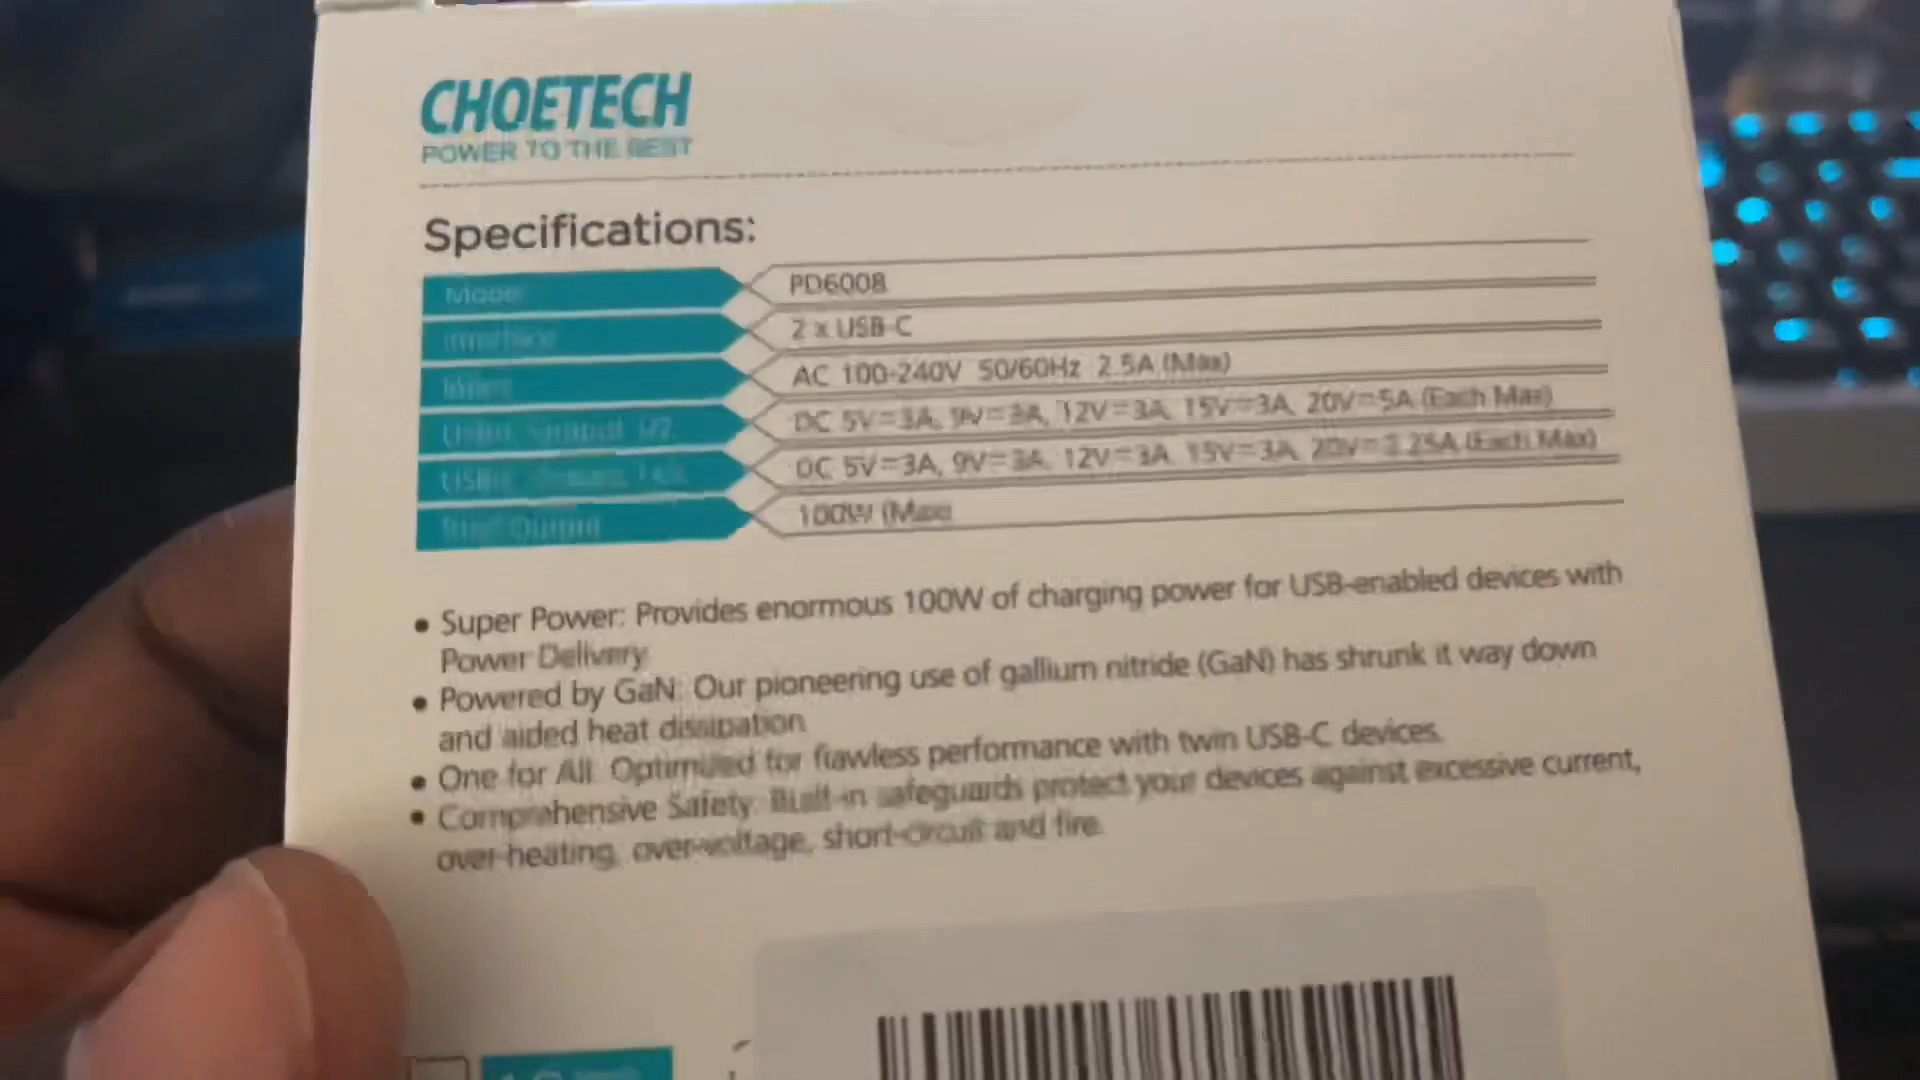 CHOETECH
POWER TO THE BEST
Specifications:
Model PD6008
Interface 2 x USB-C
AC 100-240V 50/60Hz 2.5A (Max)
DC 5V=3A, 9V=3A, 12V=3A, 15V=3A, 20V=5A (Each Max)
DC 5V=3A, 9V=3A, 12V=3A, 15V=3A, 20V=3.25A (Each Max)
Total Output 100W (Max)
• Super Power: Provides enormous 100W of charging power for USB-enabled devices with
Power Delivery
• Powered by GaN: Our pioneering use of gallium nitride (GaN) has shrunk it way down
and aided heat dissipation
• One for All: Optimized for flawless performance with twin USB-C devices.
• Comprehensive Safety: Built-in safeguards protect your devices against excessive current,
over-heating, over-voltage, short-circuit and fire.